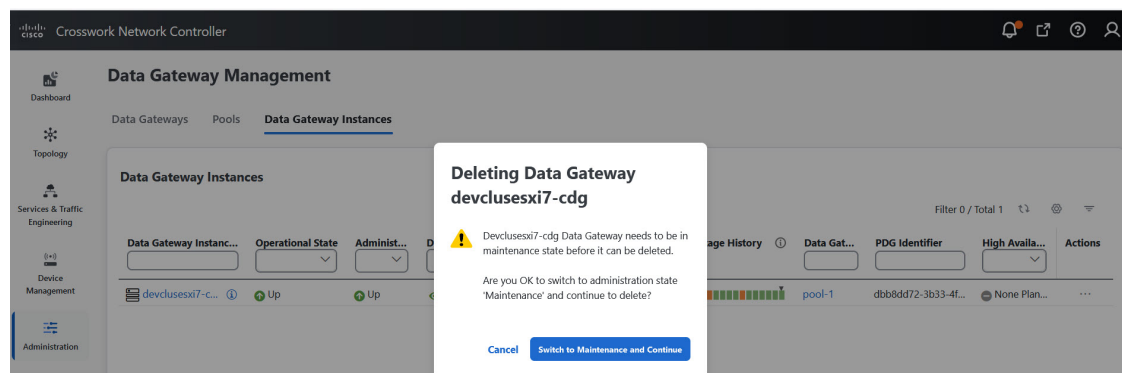 cisco Crosswork Network Controller
Dashboard
Topology
Services & Traffic
Engineering
Device
Management
Administration
Data Gateway Management
Data Gateways Pools Data Gateway Instances
Data Gateway Instances
Filter 0 / Total 1
Data Gateway Instanc... Operational State Administ... D age History Data Gat... PDG Identifier High Availa... Actions
devclusesxi7-c... Up Up pool-1 dbb8dd72-3b33-4f... None Plan... ...
Deleting Data Gateway
devclusesxi7-cdg
Devclusesxi7-cdg Data Gateway needs to be in
maintenance state before it can be deleted.
Are you OK to switch to administration state
'Maintenance' and continue to delete?
Cancel Switch to Maintenance and Continue